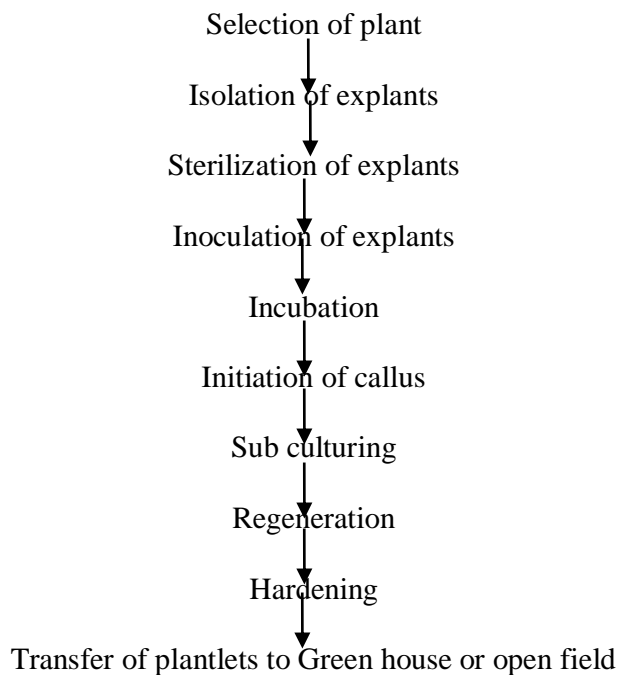 Selection of plant
Isolation of explants
Sterilization of explants
Inoculation of explants
Incubation
Initiation of callus
Sub culturing
Regeneration
Hardening
Transfer of plantlets to Green house or open field